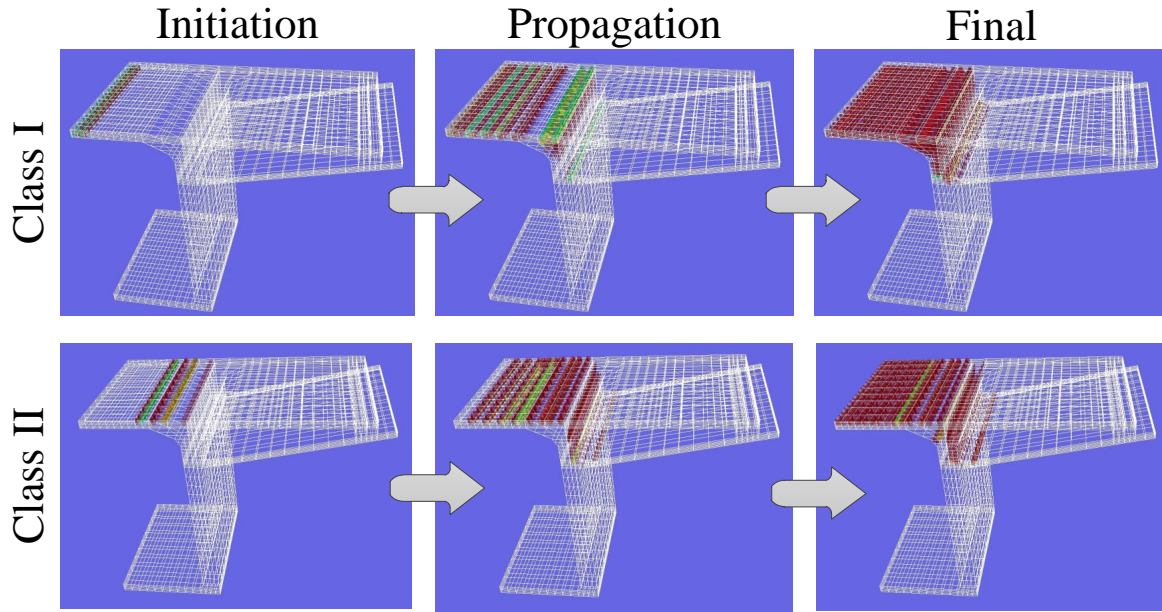 Initiation
Propagation
Final
Class I
Class II